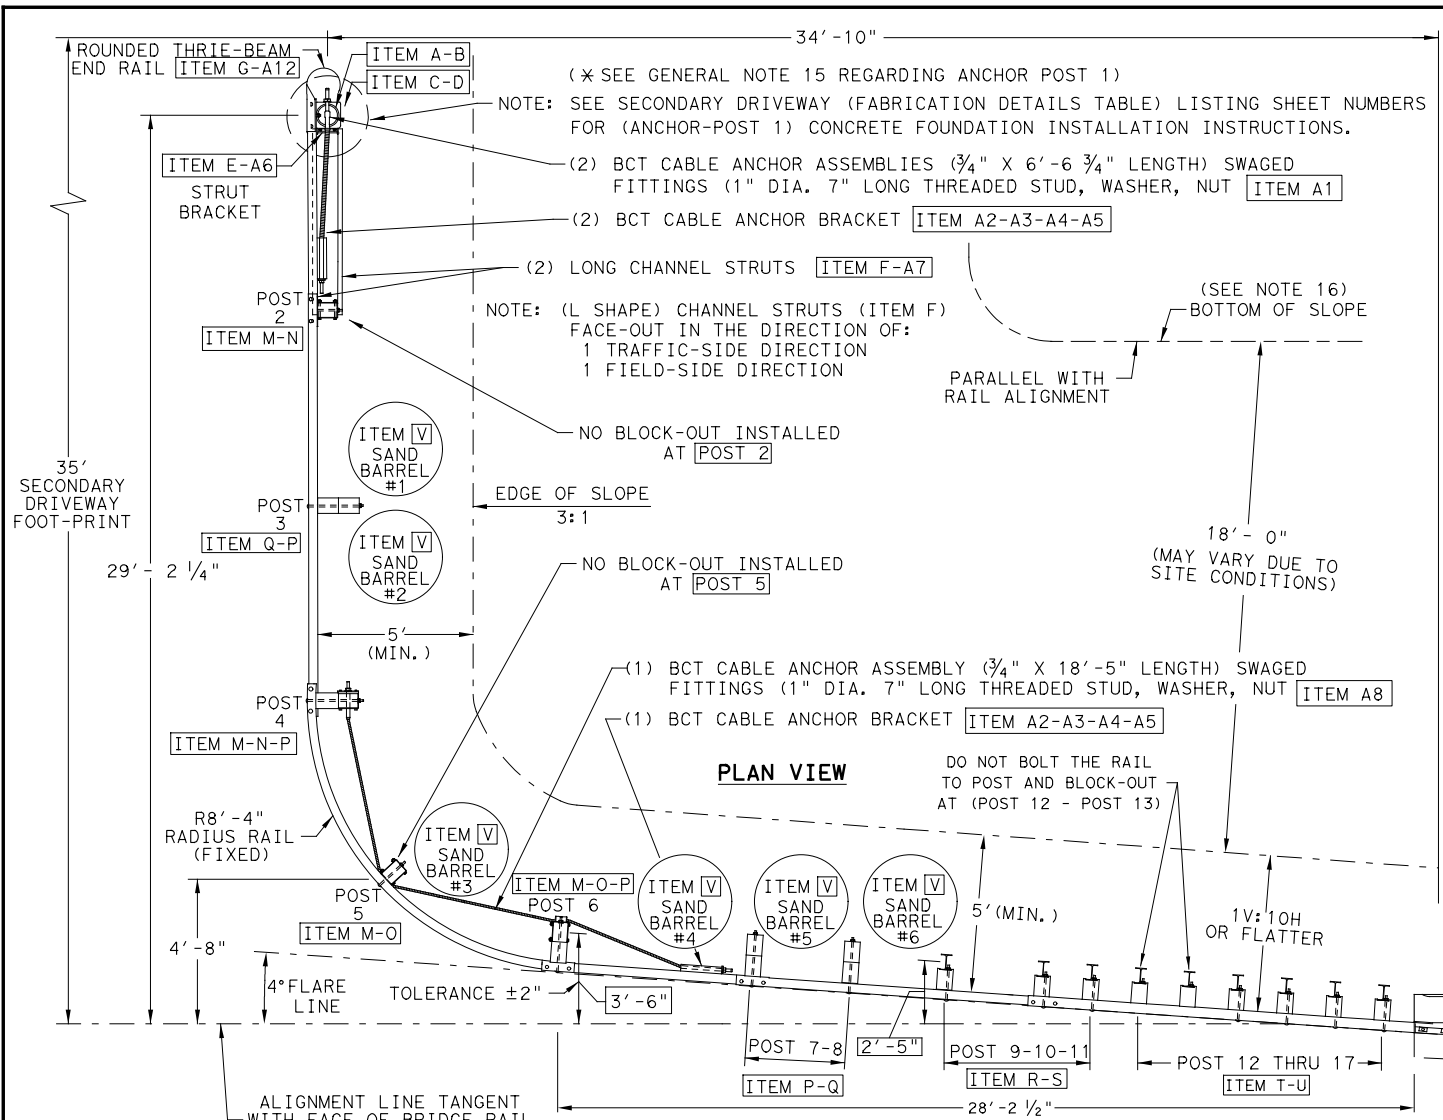 34'-10"
ROUNDED THRIE-BEAM
END RAIL ITEM G-A12
ITEM A-B
ITEM C-D
(* SEE GENERAL NOTE 15 REGARDING ANCHOR POST 1)
NOTE: SEE SECONDARY DRIVEWAY (FABRICATION DETAILS TABLE) LISTING SHEET NUMBERS
FOR (ANCHOR-POST 1) CONCRETE FOUNDATION INSTALLATION INSTRUCTIONS.
ITEM E-A6
STRUT
BRACKET
(2) BCT CABLE ANCHOR ASSEMBLIES (3/4" X 6'-6 3/4" LENGTH) SWAGED
FITTINGS (1" DIA. 7" LONG THREADED STUD, WASHER, NUT ITEM A1
(2) BCT CABLE ANCHOR BRACKET ITEM A2-A3-A4-A5
(2) LONG CHANNEL STRUTS ITEM F-A7
POST
2
ITEM M-N
NOTE: (L SHAPE) CHANNEL STRUTS (ITEM F)
FACE-OUT IN THE DIRECTION OF:
1 TRAFFIC-SIDE DIRECTION
1 FIELD-SIDE DIRECTION
(SEE NOTE 16)
BOTTOM OF SLOPE
PARALLEL WITH
RAIL ALIGNMENT
ITEM V
SAND
BARREL
#1
NO BLOCK-OUT INSTALLED
AT POST 2
35'
SECONDARY
DRIVEWAY
FOOT-PRINT
POST
3
ITEM Q-P
EDGE OF SLOPE
3:1
ITEM V
SAND
BARREL
#2
29'- 2 1/4"
NO BLOCK-OUT INSTALLED
AT POST 5
18'- 0"
(MAY VARY DUE TO
SITE CONDITIONS)
5'
(MIN.)
(1) BCT CABLE ANCHOR ASSEMBLY (3/4" X 18'-5" LENGTH) SWAGED
FITTINGS (1" DIA. 7" LONG THREADED STUD, WASHER, NUT ITEM A8
POST
4
ITEM M-N-P
(1) BCT CABLE ANCHOR BRACKET ITEM A2-A3-A4-A5
PLAN VIEW
DO NOT BOLT THE RAIL
TO POST AND BLOCK-OUT
AT (POST 12 - POST 13)
R8'-4"
RADIUS RAIL
(FIXED)
ITEM V
SAND
BARREL
#3
POST
5
ITEM M-O
ITEM M-O-P
POST 6
ITEM V
SAND
BARREL
#4
ITEM V
SAND
BARREL
#5
ITEM V
SAND
BARREL
#6
5'(MIN.)
1V:10H
OR FLATTER
4'-8"
4° FLARE
LINE
TOLERANCE ±2"
3'-6"
2'-5"
POST 7-8
ITEM P-Q
POST 9-10-11
ITEM R-S
POST 12 THRU 17
ITEM T-U
28'-2 1/2"
ALIGNMENT LINE TANGENT
WITH FACE OF BRIDGE RAIL